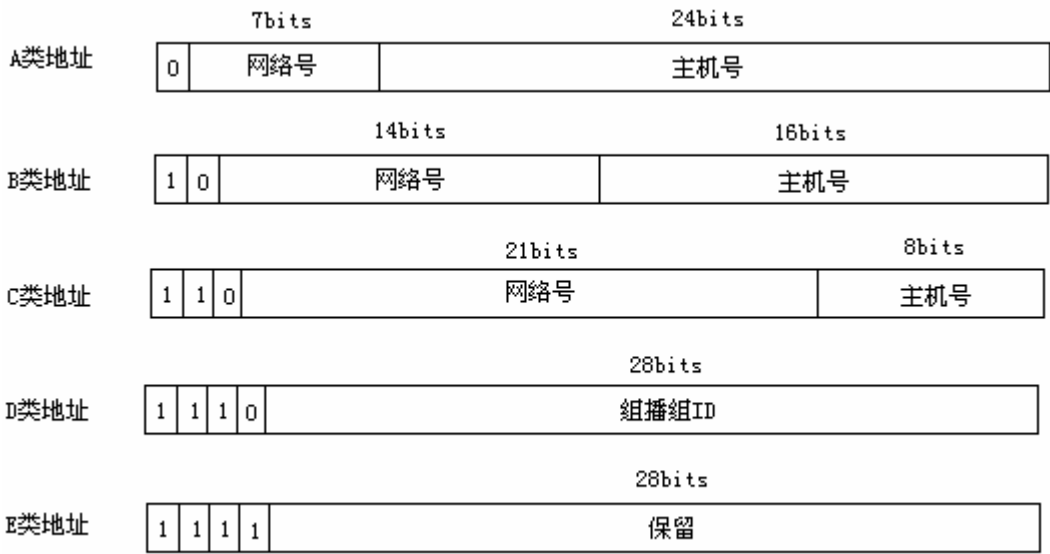 7bits 24bits
A类地址 0 网络号 主机号
14bits 16bits
B类地址 1 0 网络号 主机号
21bits 8bits
C类地址 1 1 0 网络号 主机号
28bits
D类地址 1 1 1 0 组播组ID
28bits
E类地址 1 1 1 1 保留